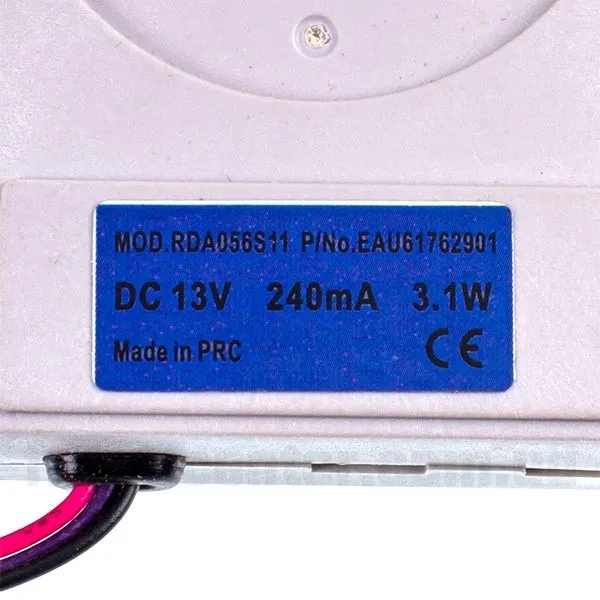 MOD.RDA056S11 P/No.EAU61762901
DC 13V 240mA 3.1W
Made in PRC CE